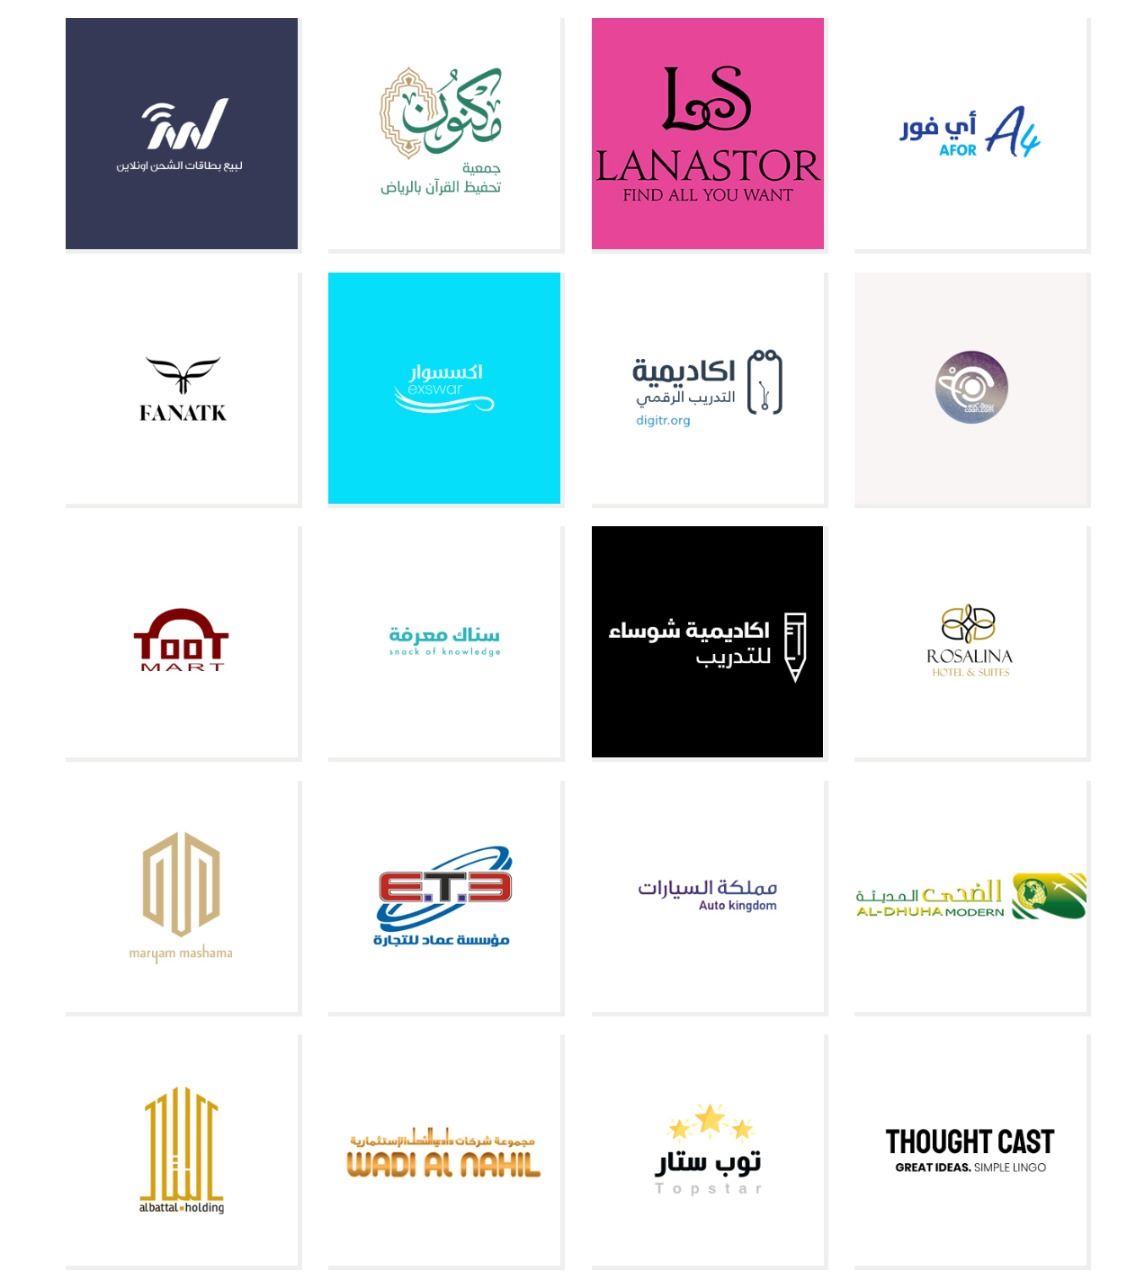 لبيع بطاقات الشحن اونلاين
مكنون
جمعية
تحفيظ القرآن بالرياض
LS
LANASTOR
FIND ALL YOU WANT
أي فور
AFOR
A4
FANATK
اكسسوار
exswar
اكاديمية
التدريب الرقمي
digitr.org
TOOT
MART
سناك معرفة
snack of knowledge
اكاديمية شوساء
للتدريب
ROSALINA
HOTEL & SUITES
maryam mashama
E.T.3
مؤسسة عماد للتجارة
مملكة السيارات
Auto kingdom
الضحى المدينة
AL-DHUHA MODERN
albattal holding
مجموعة شركات وادي النحيل الإستثمارية
WADI AL NAHIL
توب ستار
Topstar
THOUGHT CAST
GREAT IDEAS. SIMPLE LINGO